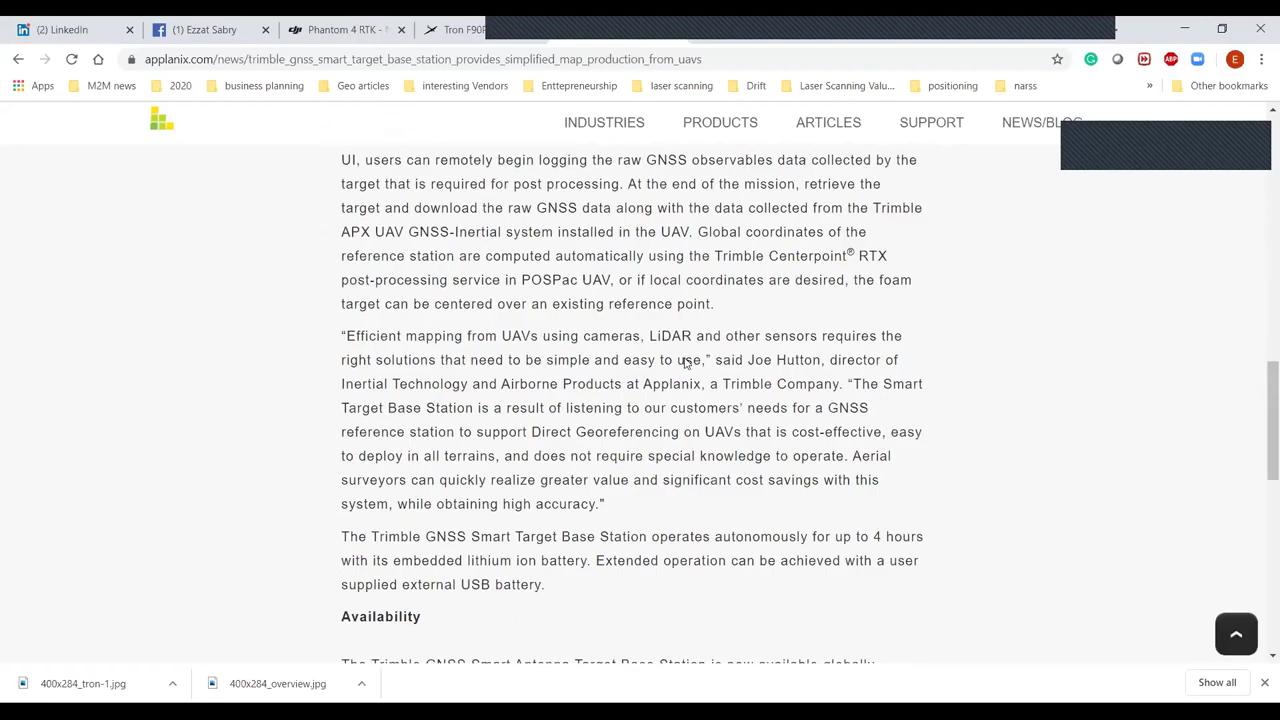 (2) LinkedIn
(1) Ezzat Sabry
Phantom 4 RTK -
Tron F90
applanix.com/news/trimble_gnss_smart_target_base_station_provides_simplified_map_production_from_uavs
ABP
E
Apps
M2M news
2020
business planning
Geo articles
interesting Vendors
Enttepreneurship
laser scanning
Drift
Laser Scanning Valu...
positioning
narss
»
Other bookmarks
INDUSTRIES
PRODUCTS
ARTICLES
SUPPORT
NEWS/BLOG
UI, users can remotely begin logging the raw GNSS observables data collected by the
target that is required for post processing. At the end of the mission, retrieve the
target and download the raw GNSS data along with the data collected from the Trimble
APX UAV GNSS-Inertial system installed in the UAV. Global coordinates of the
reference station are computed automatically using the Trimble Centerpoint® RTX
post-processing service in POSPac UAV, or if local coordinates are desired, the foam
target can be centered over an existing reference point.
“Efficient mapping from UAVs using cameras, LiDAR and other sensors requires the
right solutions that need to be simple and easy to use,” said Joe Hutton, director of
Inertial Technology and Airborne Products at Applanix, a Trimble Company. “The Smart
Target Base Station is a result of listening to our customers’ needs for a GNSS
reference station to support Direct Georeferencing on UAVs that is cost-effective, easy
to deploy in all terrains, and does not require special knowledge to operate. Aerial
surveyors can quickly realize greater value and significant cost savings with this
system, while obtaining high accuracy."
The Trimble GNSS Smart Target Base Station operates autonomously for up to 4 hours
with its embedded lithium ion battery. Extended operation can be achieved with a user
supplied external USB battery.
Availability
The Trimble GNSS Smart Antenna Target Base Station is now available globally
400x284_tron-1.jpg
400x284_overview.jpg
Show all